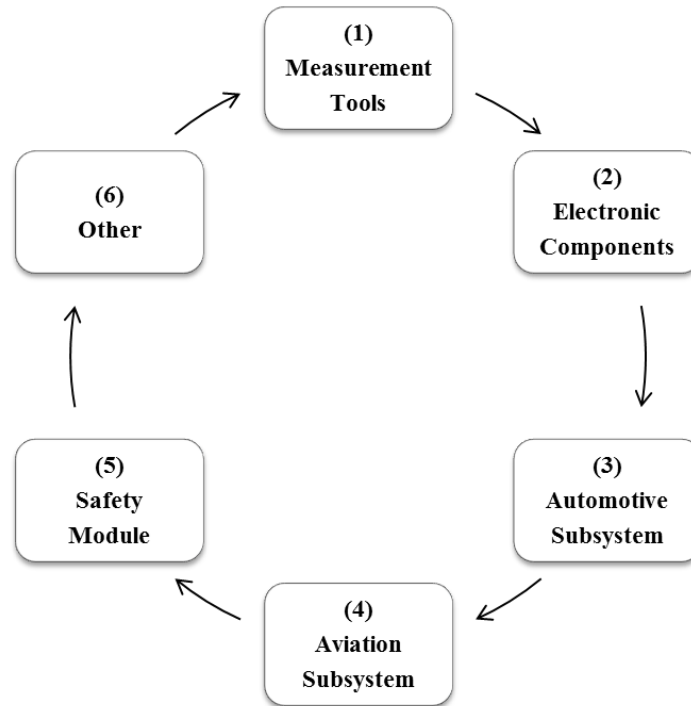 (1)
Measurement
Tools
(2)
Electronic
Components
(3)
Automotive
Subsystem
(4)
Aviation
Subsystem
(5)
Safety
Module
(6)
Other